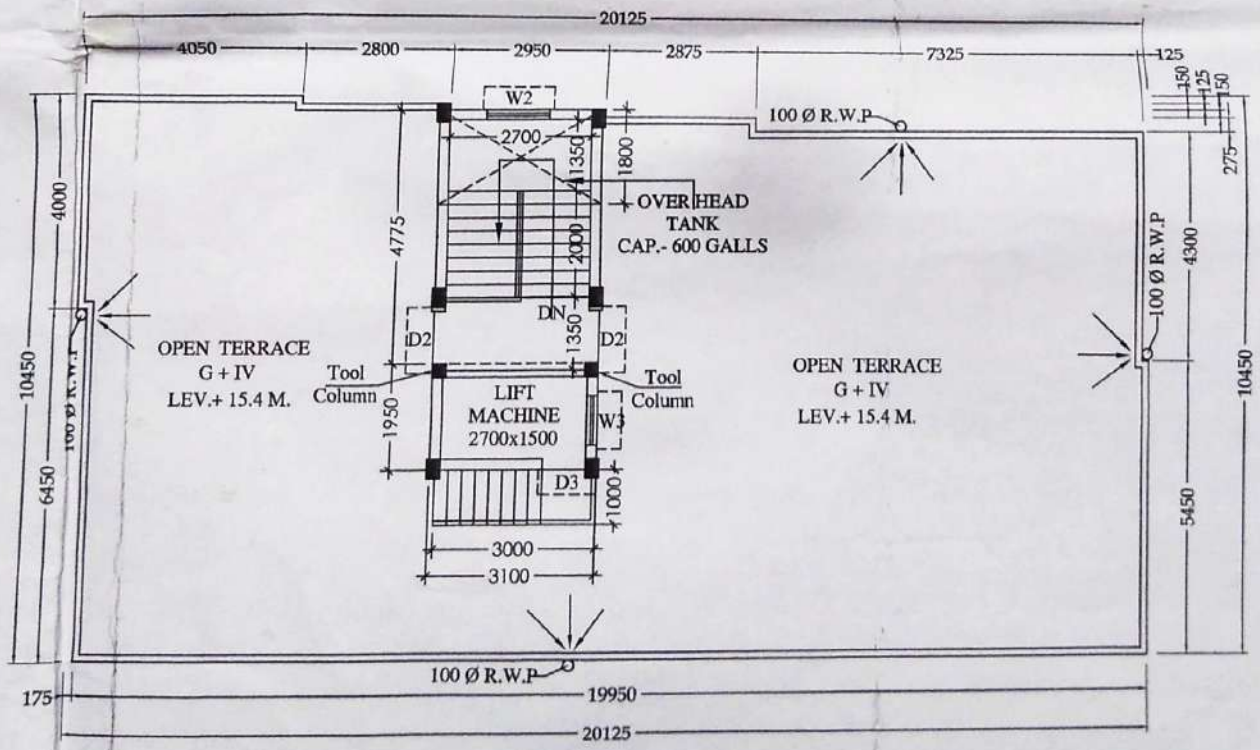 20125
4050
2800
2950
2875
7325
125
150
125
150
275
W2
2700
1350
1800
100 Ø R.W.P
OVER HEAD
TANK
CAP.- 600 GALLS
10450
4000
4775
2000
4300
100 Ø R.W.P
10450
DN
1350
D2
D2
OPEN TERRACE
G + IV
LEV.+ 15.4 M.
Tool
Column
LIFT
MACHINE
2700x1500
Tool
Column
OPEN TERRACE
G + IV
LEV.+ 15.4 M.
100 Ø R.W.P
1950
W3
6450
D3
1000
5450
3000
3100
100 Ø R.W.P
175
19950
20125